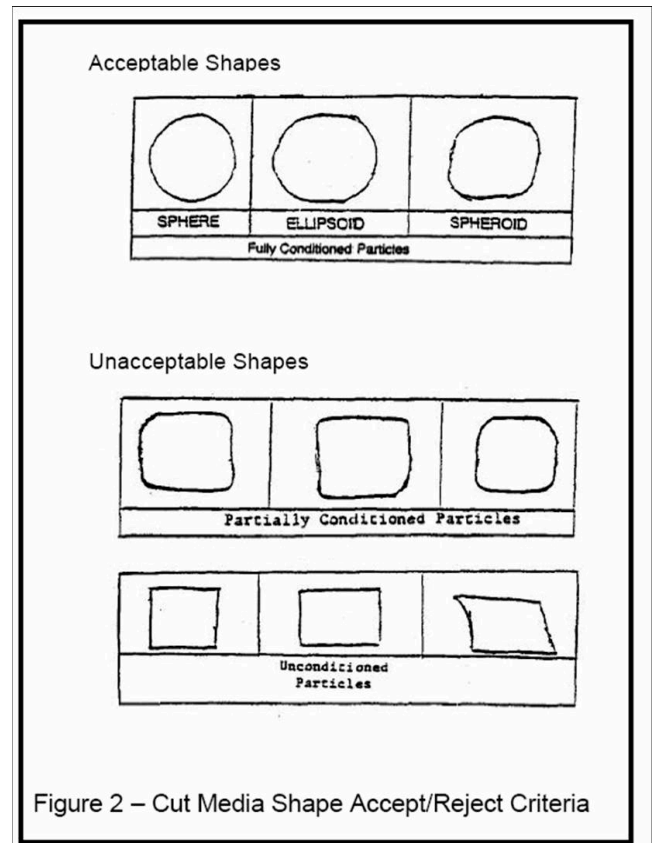 Acceptable Shapes
SPHERE ELLIPSOID SPHEROID
Fully Conditioned Particles
Unacceptable Shapes
Partially Conditioned Particles
Unconditioned
Particles
Figure 2 – Cut Media Shape Accept/Reject Criteria